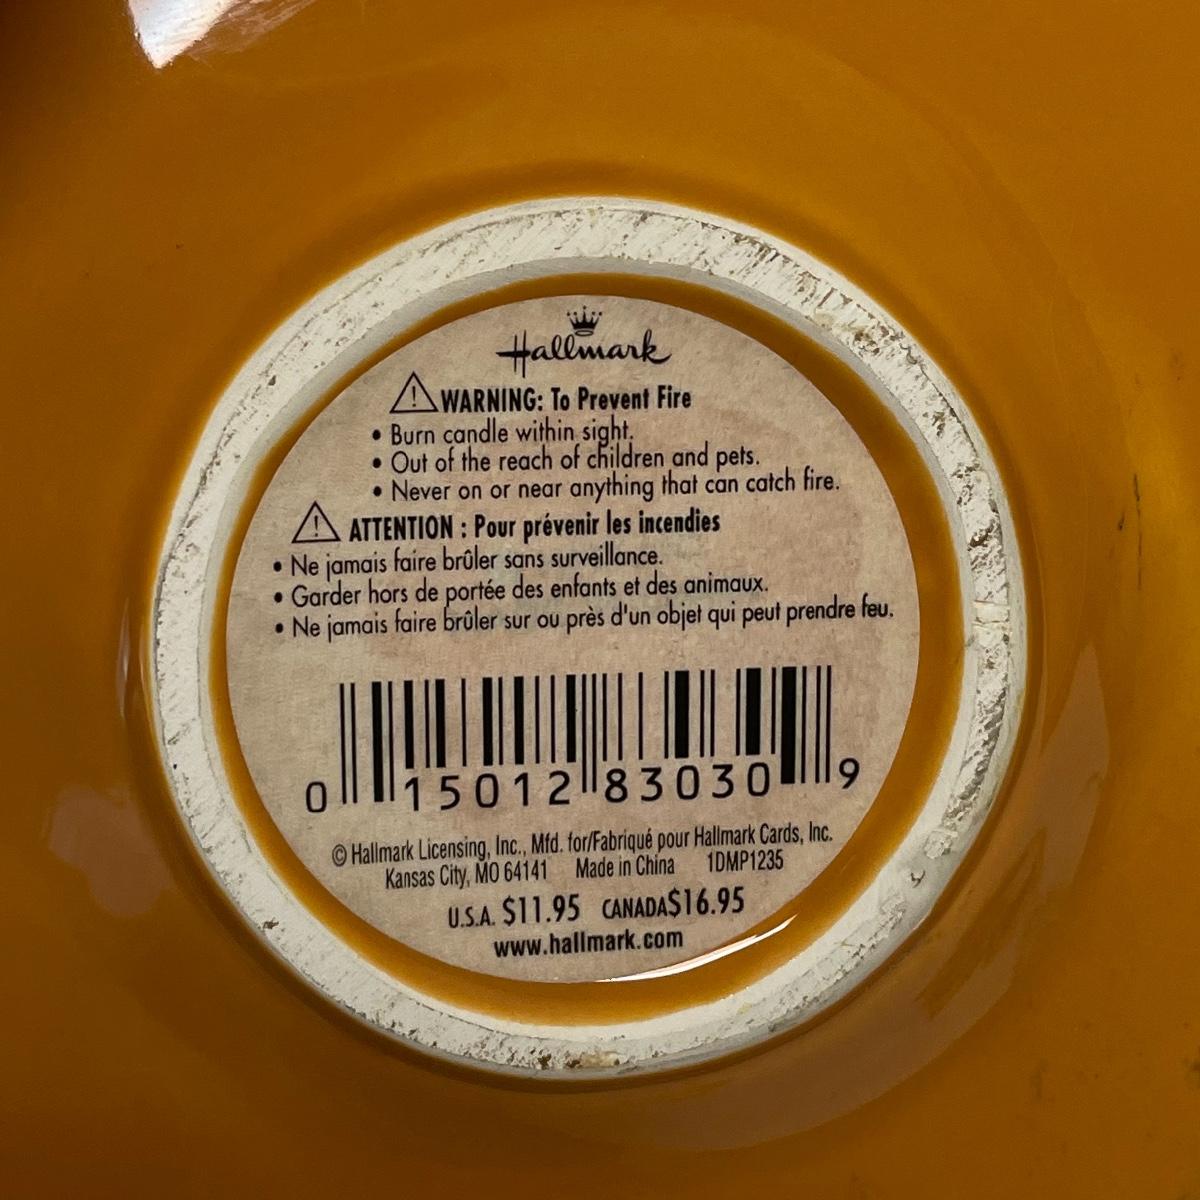 Hallmark
WARNING: To Prevent Fire
• Burn candle within sight.
• Out of the reach of children and pets.
• Never on or near anything that can catch fire.
ATTENTION : Pour prévenir les incendies
• Ne jamais faire brûler sans surveillance.
• Garder hors de portée des enfants et des animaux.
• Ne jamais faire brûler sur ou près d'un objet qui peut prendre feu.
0 15012 83030 9
© Hallmark Licensing, Inc., Mfd. for/Fabriqué pour Hallmark Cards, Inc.
Kansas City, MO 64141 Made in China 1DMP1235
U.S.A. $11.95 CANADA $16.95
www.hallmark.com